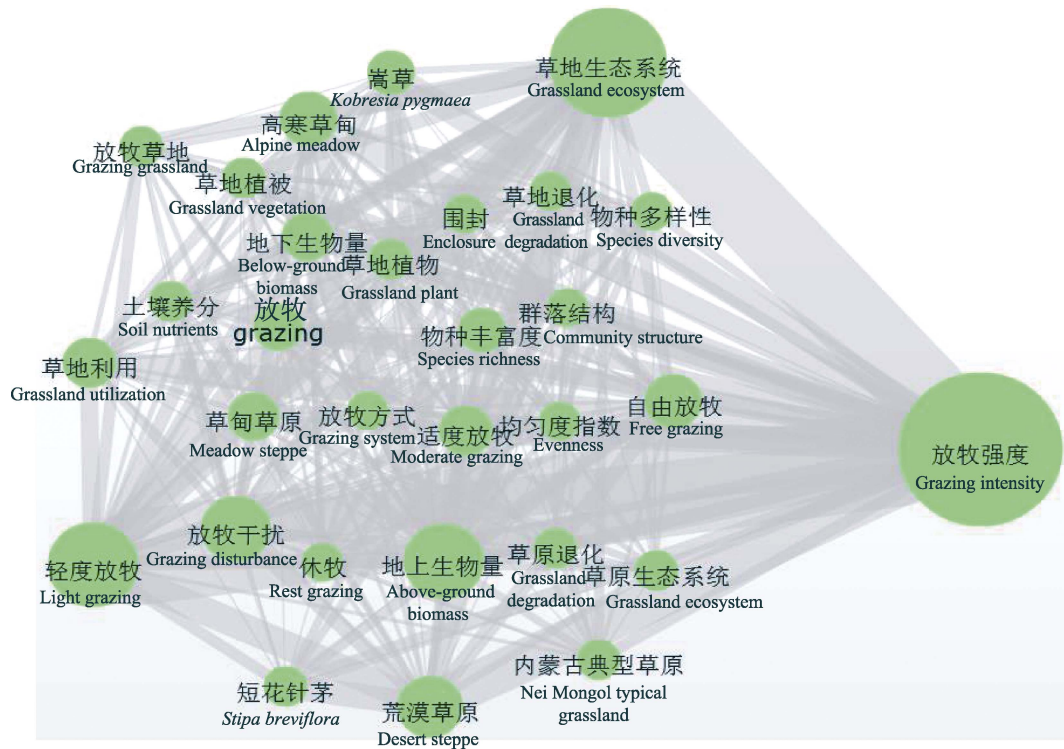 草地生态系统
Grassland ecosystem
嵩草
Kobresia pygmaea
高寒草甸
Alpine meadow
放牧草地
Grazing grassland
草地植被
Grassland vegetation
草地退化
Grassland
degradation
物种多样性
Species diversity
围封
Enclosure
地下生物量
Below-ground
biomass
草地植物
Grassland plant
土壤养分
Soil nutrients
放牧
grazing
群落结构
Community structure
物种丰富度
Species richness
草地利用
Grassland utilization
草甸草原
Meadow steppe
放牧方式
Grazing system
适度放牧
Moderate grazing
均匀度指数
Evenness
自由放牧
Free grazing
放牧强度
Grazing intensity
放牧干扰
Grazing disturbance
轻度放牧
Light grazing
休牧
Rest grazing
地上生物量
Above-ground
biomass
草原退化
Grassland
degradation
草原生态系统
Grassland ecosystem
短花针茅
Stipa breviflora
荒漠草原
Desert steppe
内蒙古典型草原
Nei Mongol typical
grassland